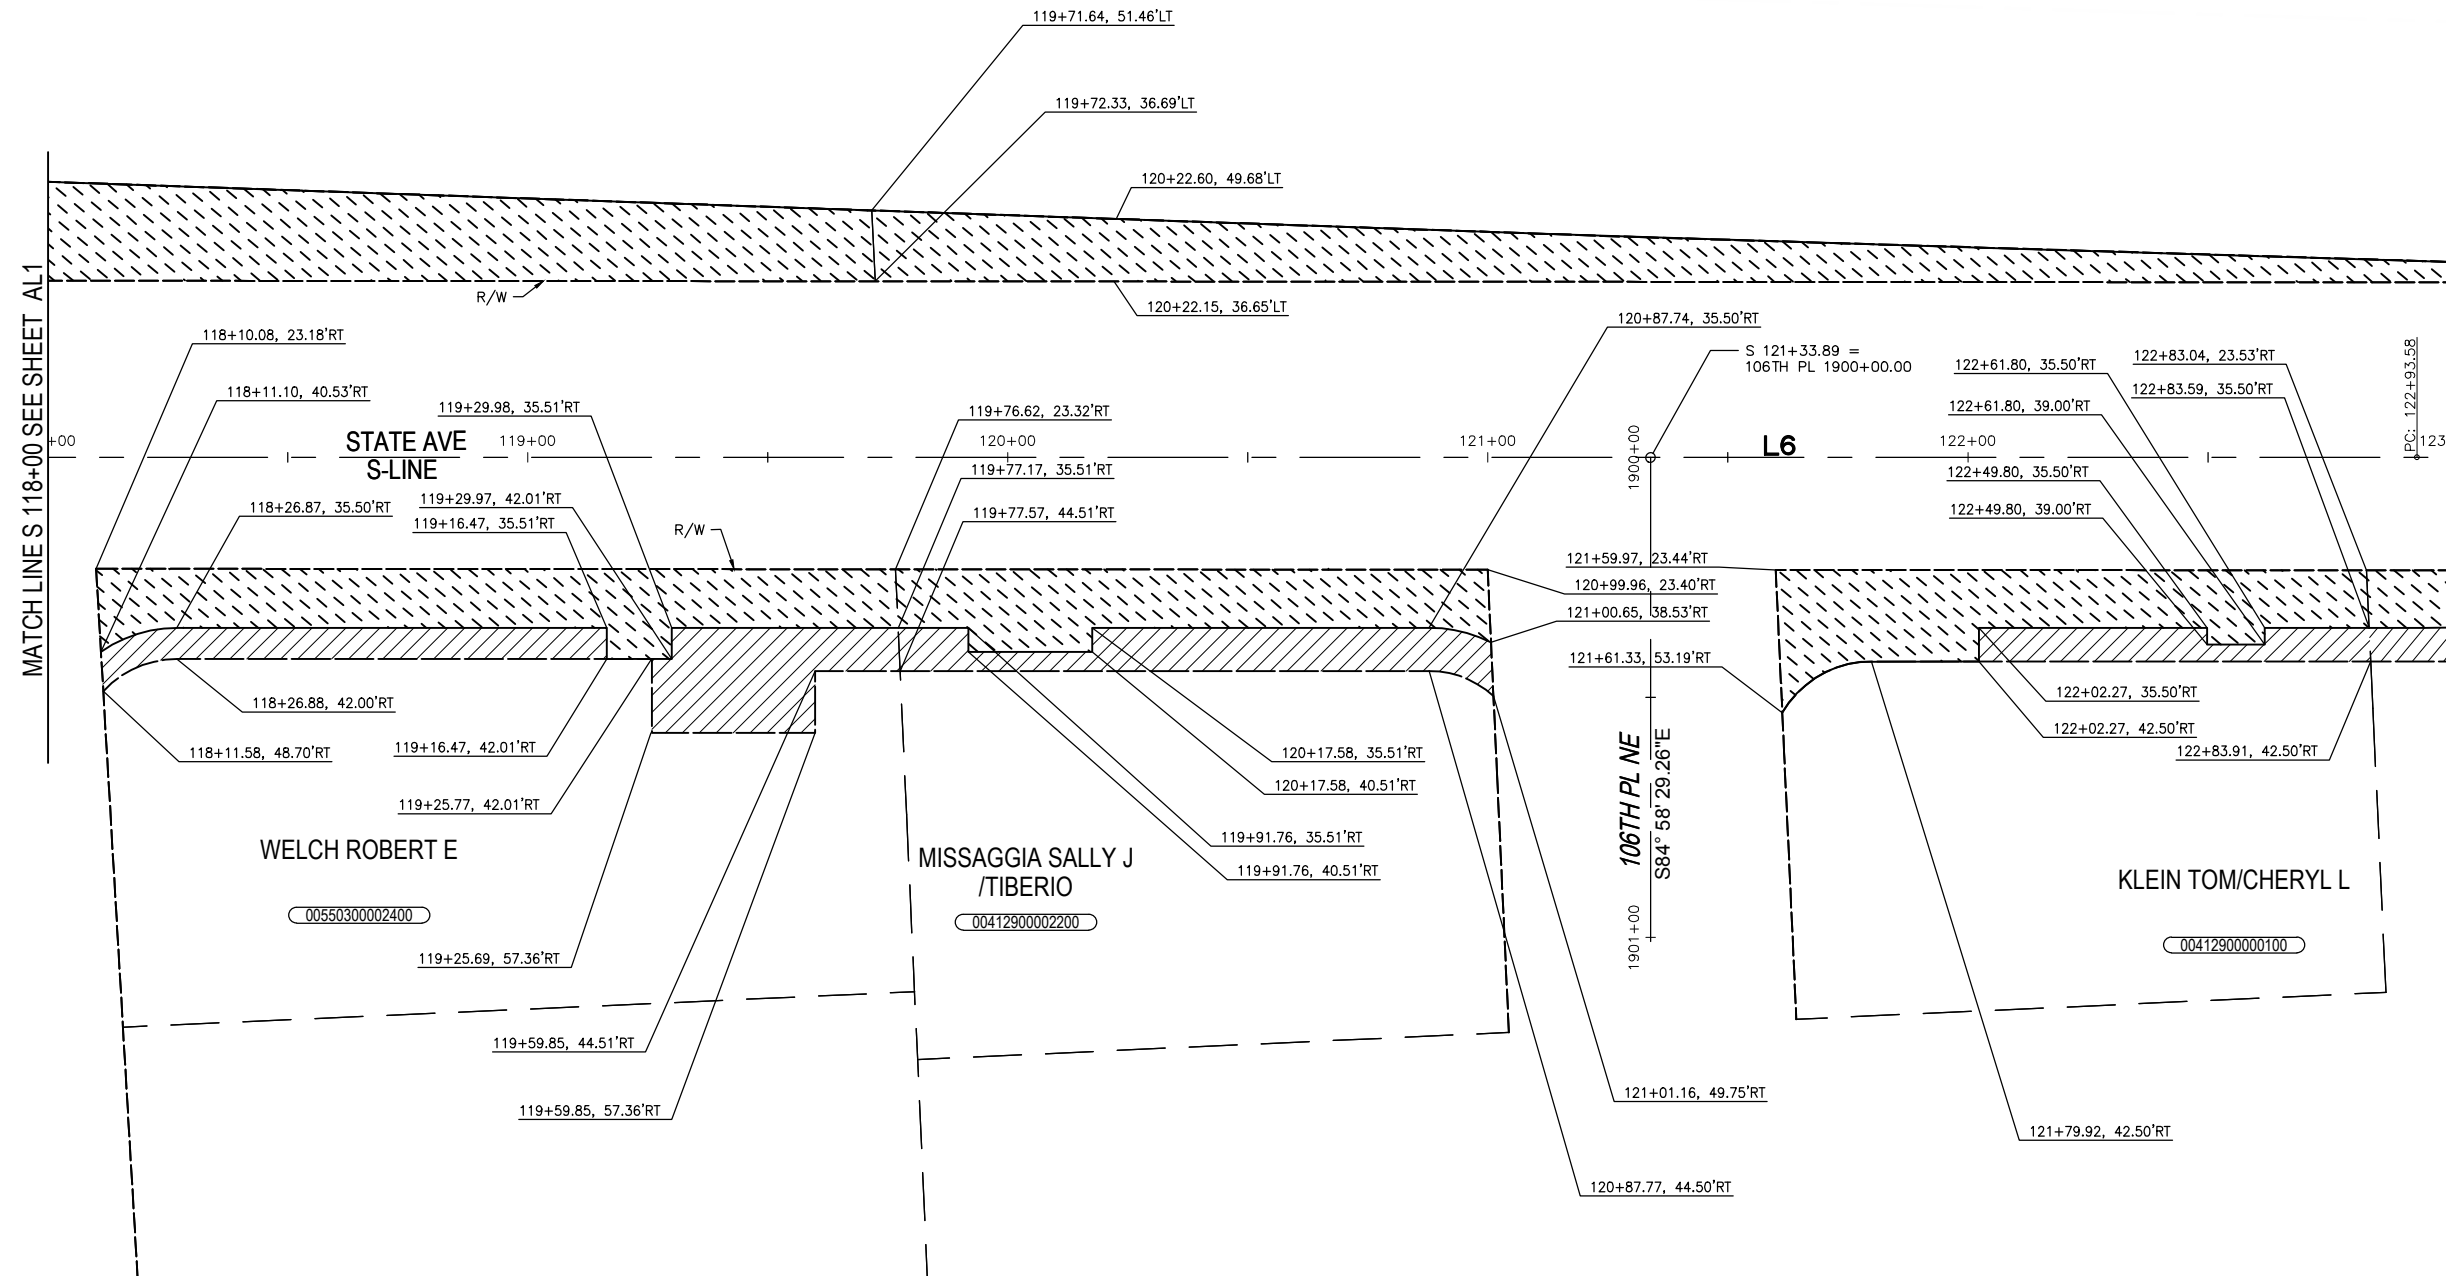 119+71.64, 51.46'LT
119+72.33, 36.69'LT
120+22.60, 49.68'LT
R/W
120+22.15, 36.65'LT
MATCH LINE S 118+00 SEE SHEET AL1
118+10.08, 23.18'RT
118+11.10, 40.53'RT
119+29.98, 35.51'RT
119+76.62, 23.32'RT
120+87.74, 35.50'RT
S 121+33.89 =
106TH PL 1900+00.00
122+61.80, 35.50'RT
122+83.04, 23.53'RT
122+83.59, 35.50'RT
122+61.80, 39.00'RT
PC: 122+93.58
+00
STATE AVE
S-LINE
119+00
120+00
121+00
1900+00
L6
122+00
123
119+77.17, 35.51'RT
122+49.80, 35.50'RT
118+26.87, 35.50'RT
119+29.97, 42.01'RT
119+16.47, 35.51'RT
119+77.57, 44.51'RT
122+49.80, 39.00'RT
R/W
121+59.97, 23.44'RT
120+99.96, 23.40'RT
121+00.65, 38.53'RT
121+61.33, 53.19'RT
118+26.88, 42.00'RT
122+02.27, 35.50'RT
118+11.58, 48.70'RT
119+16.47, 42.01'RT
120+17.58, 35.51'RT
122+02.27, 42.50'RT
122+83.91, 42.50'RT
119+25.77, 42.01'RT
120+17.58, 40.51'RT
106TH PL NE
S84° 58' 29.26"E
WELCH ROBERT E
119+91.76, 35.51'RT
MISSAGGIA SALLY J
/TIBERIO
119+91.76, 40.51'RT
KLEIN TOM/CHERYL L
00550300002400
00412900002200
1901+00
00412900000100
119+25.69, 57.36'RT
119+59.85, 44.51'RT
119+59.85, 57.36'RT
121+01.16, 49.75'RT
121+79.92, 42.50'RT
120+87.77, 44.50'RT